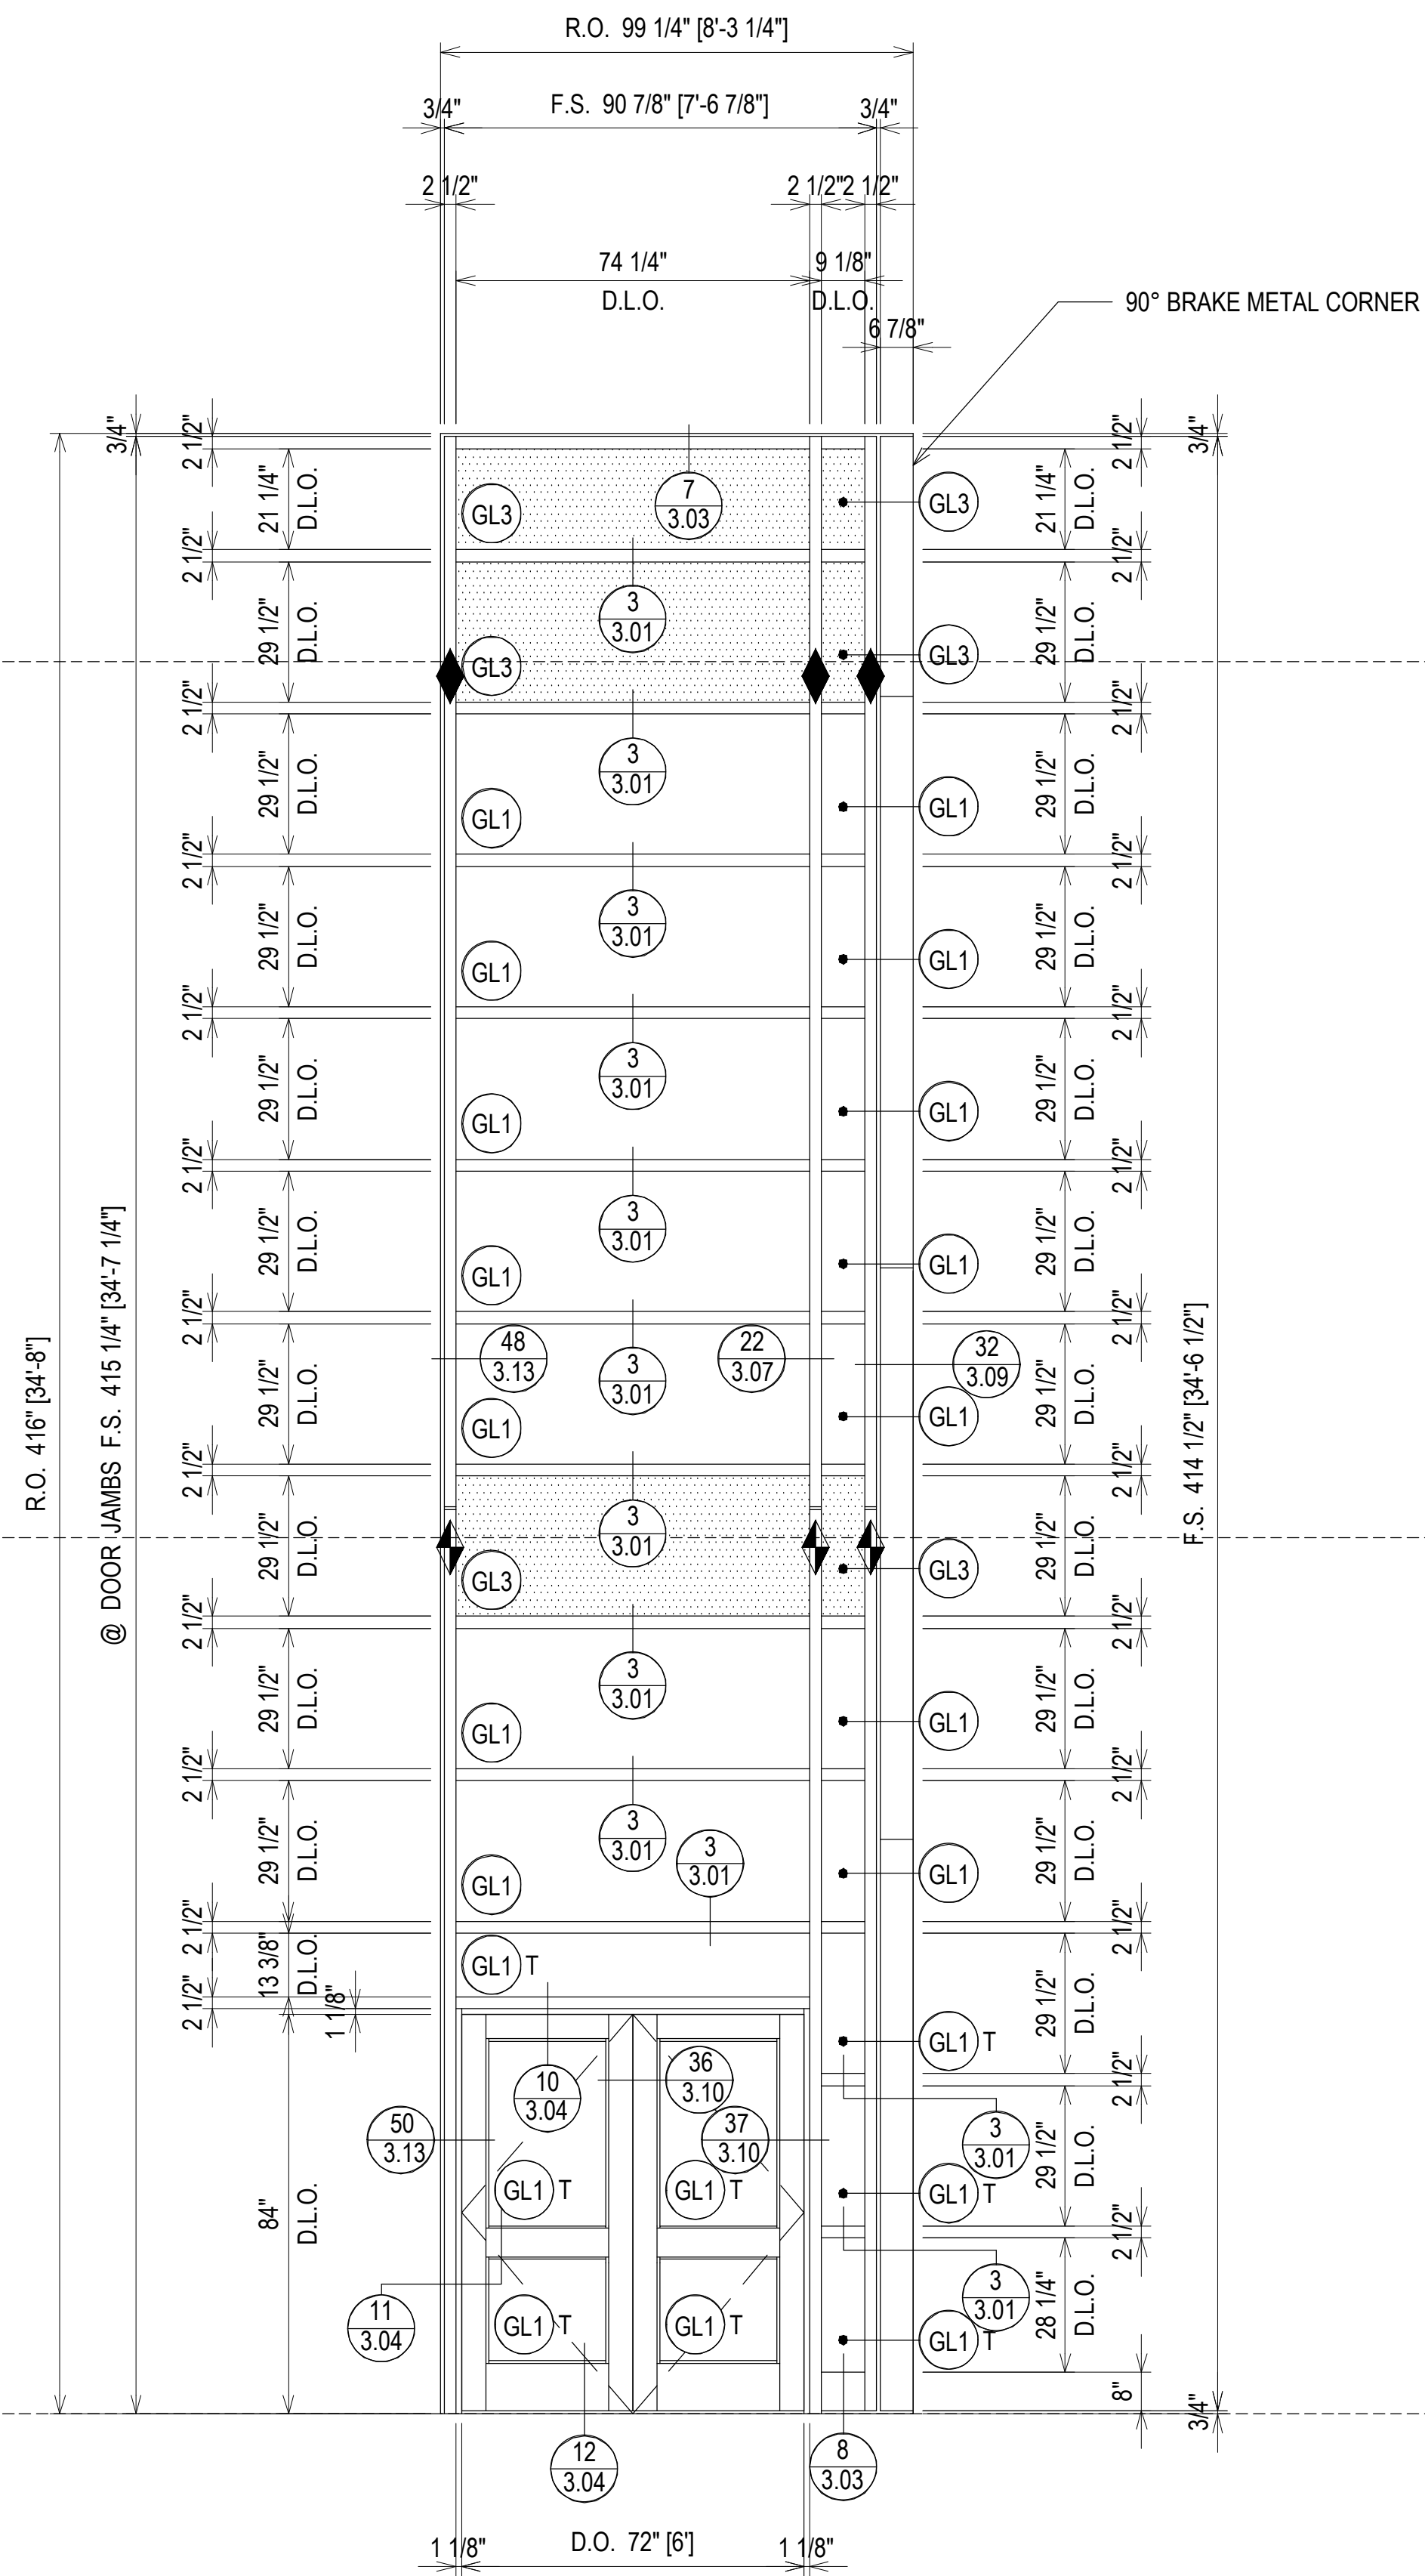 R.O. 99 1/4" [8'-3 1/4"]
3/4" F.S. 90 7/8" [7'-6 7/8"] 3/4"
2 1/2" 2 1/2" 2 1/2"
74 1/4" 9 1/8"
D.L.O. D.L.O.
90° BRAKE METAL CORNER
6 7/8"
3/4" 2 1/2" 2 1/2" 3/4"
21 1/4" D.L.O. GL3 7 GL3 21 1/4" D.L.O.
3.03
2 1/2" 2 1/2"
3
3.01
29 1/2" D.L.O. GL3 GL3 29 1/2" D.L.O.
2 1/2" 2 1/2"
3
3.01
29 1/2" D.L.O. GL1 GL1 29 1/2" D.L.O.
2 1/2" 2 1/2"
3
3.01
29 1/2" D.L.O. GL1 GL1 29 1/2" D.L.O.
2 1/2" 2 1/2"
3
3.01
29 1/2" D.L.O. GL1 GL1 29 1/2" D.L.O.
2 1/2" 2 1/2"
3
3.01
29 1/2" D.L.O. GL1 GL1 29 1/2" D.L.O.
2 1/2" 2 1/2"
R.O. 416" [34'-8"]
@ DOOR JAMBS F.S. 415 1/4" [34'-7 1/4"]
F.S. 414 1/2" [34'-6 1/2"]
48 3 22 32
3.13 3.01 3.07 3.09
29 1/2" D.L.O. GL1 GL1 29 1/2" D.L.O.
2 1/2" 2 1/2"
3
3.01
29 1/2" D.L.O. GL3 GL3 29 1/2" D.L.O.
2 1/2" 2 1/2"
3
3.01
29 1/2" D.L.O. GL1 GL1 29 1/2" D.L.O.
2 1/2" 2 1/2"
3
3.01
3
3.01
29 1/2" D.L.O. GL1 GL1 29 1/2" D.L.O.
2 1/2" 2 1/2"
13 3/8" D.L.O. GL1 T
2 1/2" 1 1/8"
GL1 T 29 1/2" D.L.O.
2 1/2"
10 36
3.04 3.10
50 37 3
3.13 3.10 3.01
84" D.L.O. GL1 T GL1 T GL1 T 29 1/2" D.L.O.
2 1/2"
3
3.01
11
3.04
GL1 T GL1 T GL1 T 28 1/4" D.L.O.
8"
3/4"
12 8
3.04 3.03
1 1/8" D.O. 72" [6'] 1 1/8"